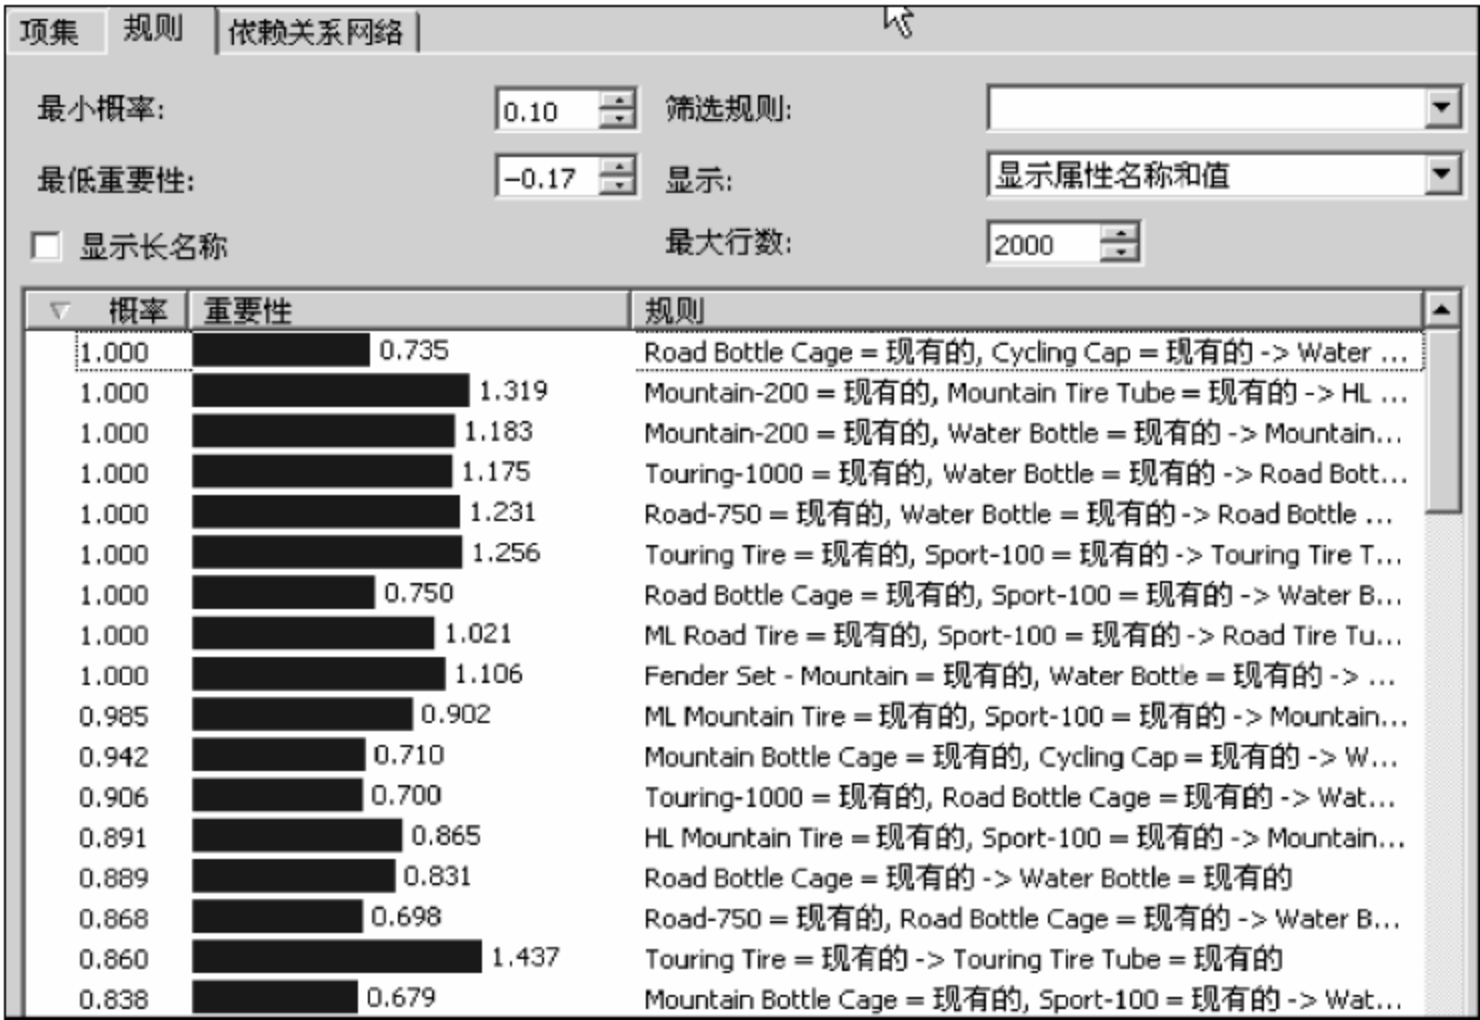 项集 规则 依赖关系网络
最小概率: 0.10 筛选规则:
最低重要性: -0.17 显示: 显示属性名称和值
显示长名称 最大行数: 2000
概率 重要性 规则
1.000 0.735 Road Bottle Cage = 现有的, Cycling Cap = 现有的 -> Water ...
1.000 1.319 Mountain-200 = 现有的, Mountain Tire Tube = 现有的 -> HL ...
1.000 1.183 Mountain-200 = 现有的, Water Bottle = 现有的 -> Mountain...
1.000 1.175 Touring-1000 = 现有的, Water Bottle = 现有的 -> Road Bott...
1.000 1.231 Road-750 = 现有的, Water Bottle = 现有的 -> Road Bottle ...
1.000 1.256 Touring Tire = 现有的, Sport-100 = 现有的 -> Touring Tire T...
1.000 0.750 Road Bottle Cage = 现有的, Sport-100 = 现有的 -> Water B...
1.000 1.021 ML Road Tire = 现有的, Sport-100 = 现有的 -> Road Tire Tu...
1.000 1.106 Fender Set - Mountain = 现有的, Water Bottle = 现有的 -> ...
0.985 0.902 ML Mountain Tire = 现有的, Sport-100 = 现有的 -> Mountain...
0.942 0.710 Mountain Bottle Cage = 现有的, Cycling Cap = 现有的 -> W...
0.906 0.700 Touring-1000 = 现有的, Road Bottle Cage = 现有的 -> Wat...
0.891 0.865 HL Mountain Tire = 现有的, Sport-100 = 现有的 -> Mountain...
0.889 0.831 Road Bottle Cage = 现有的 -> Water Bottle = 现有的
0.868 0.698 Road-750 = 现有的, Road Bottle Cage = 现有的 -> Water B...
0.860 1.437 Touring Tire = 现有的 -> Touring Tire Tube = 现有的
0.838 0.679 Mountain Bottle Cage = 现有的, Sport-100 = 现有的 -> Wat...